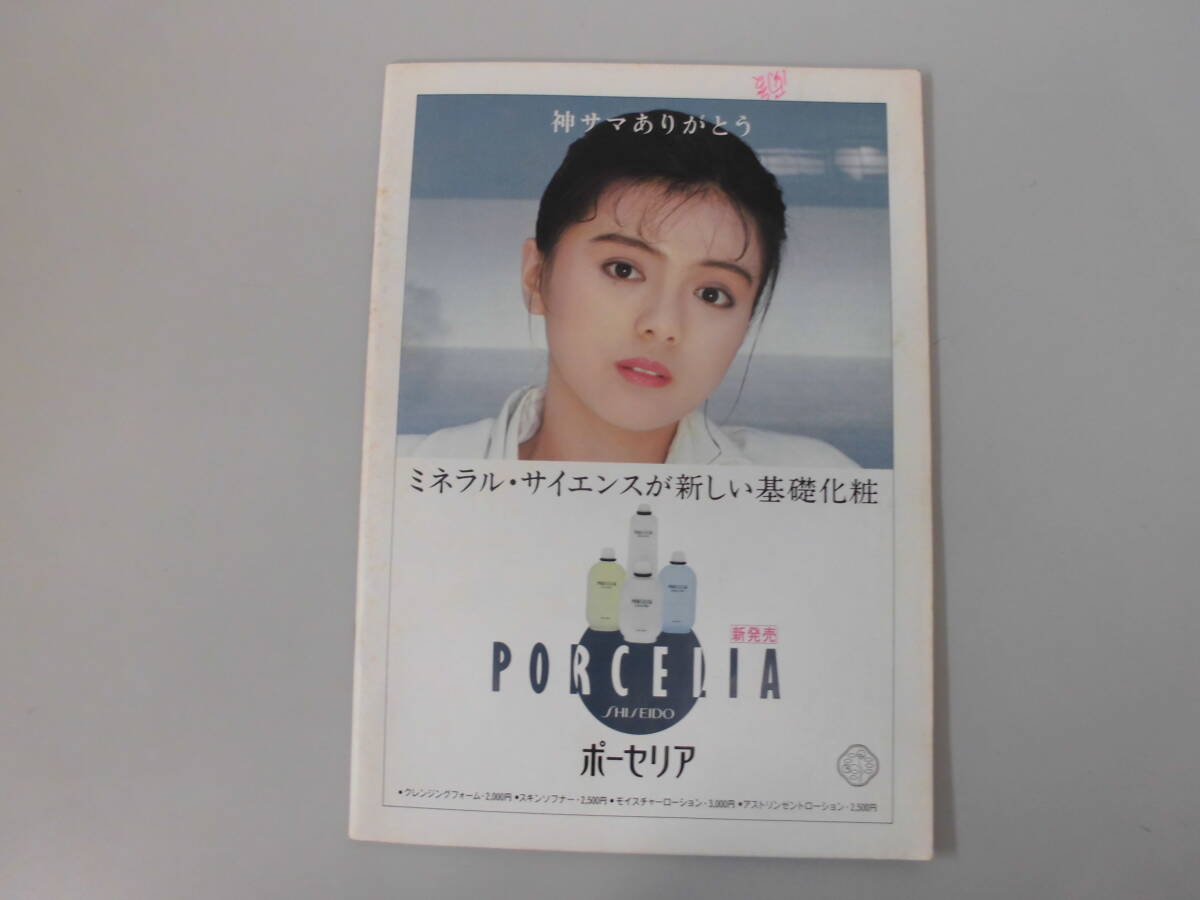 神サマありがとう
ミネラル・サイエンスが新しい基礎化粧
PORCELIA
PORCELIA
PORCELIA
PORCELIA
新発売
PORCELIA
SHISEIDO
ポーセリア
•クレンジングフォーム・2,000円 •スキンソフナー・2,500円 •モイスチャーローション・3,000円 •アストリンゼントローション・2,500円